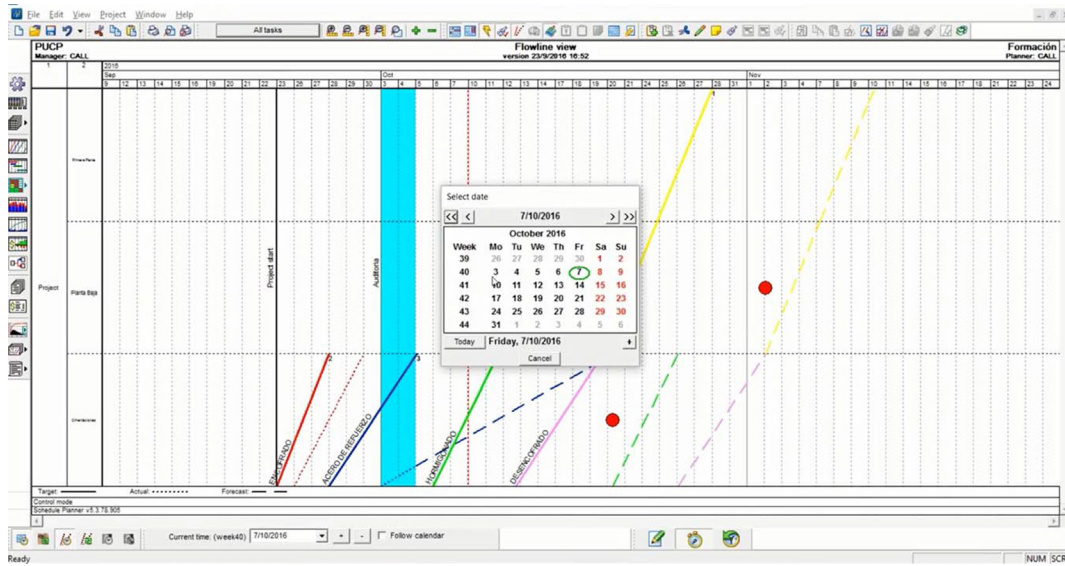 File Edit View Project Window Help
All tasks
PUCP Flowline view Formación
Manager: CALL version 23/9/2016 16:52 Planner: CALL
1 2 2016
Sep Oct Nov
9 12 13 14 15 16 19 20 21 22 23 26 27 28 29 30 3 4 5 6 7 10 11 12 13 14 17 18 19 20 21 24 25 26 27 28 31 1 2 3 4 7 8 9 10 11 14 15 16 17 18 21 22 23 24
1
Select date
<< < 7/10/2016 > >>
October 2016
Week Mo Tu We Th Fr Sa Su
39 26 27 28 29 30 1 2
40 3 4 5 6 7 8 9
41 10 11 12 13 14 15 16
42 17 18 19 20 21 22 23
43 24 25 26 27 28 29 30
44 31 1 2 3 4 5 6
Today Friday, 7/10/2016 +
Cancel
Project start
Auditoria
Project
Planta Baja
2
3
ENCOFRADO
ACERO DE REFUERZO
HORMIGONADO
DESENCOFRADO
Target: Actual: Forecast:
Control mode
Schedule Planner v5.3.78.905
Current time: (week40) 7/10/2016 + - Follow calendar
Ready NUM SCR